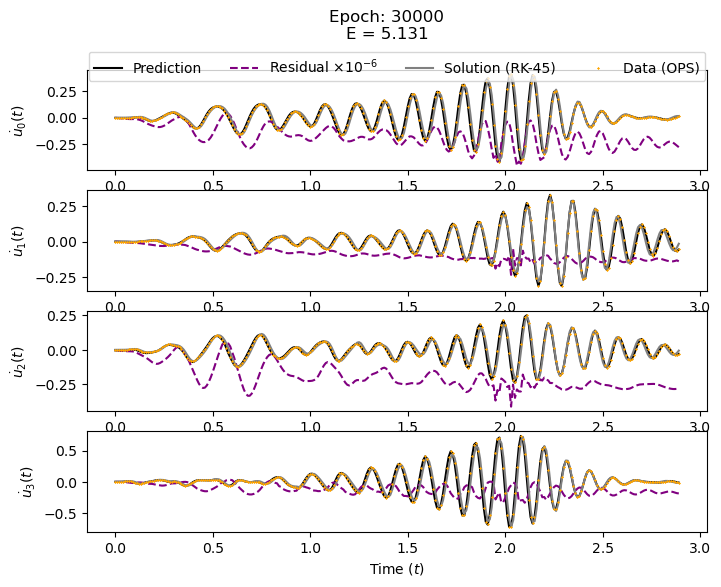 Epoch: 30000
E = 5.131
Prediction Residual ×10⁻⁶ Solution (RK-45) Data (OPS)
u̇₀(t)
0.25
0.00
−0.25
0.0 0.5 1.0 1.5 2.0 2.5 3.0
u̇₁(t)
0.25
0.00
−0.25
0.0 0.5 1.0 1.5 2.0 2.5 3.0
u̇₂(t)
0.25
0.00
−0.25
0.0 0.5 1.0 1.5 2.0 2.5 3.0
u̇₃(t)
0.5
0.0
−0.5
0.0 0.5 1.0 1.5 2.0 2.5 3.0
Time (t)